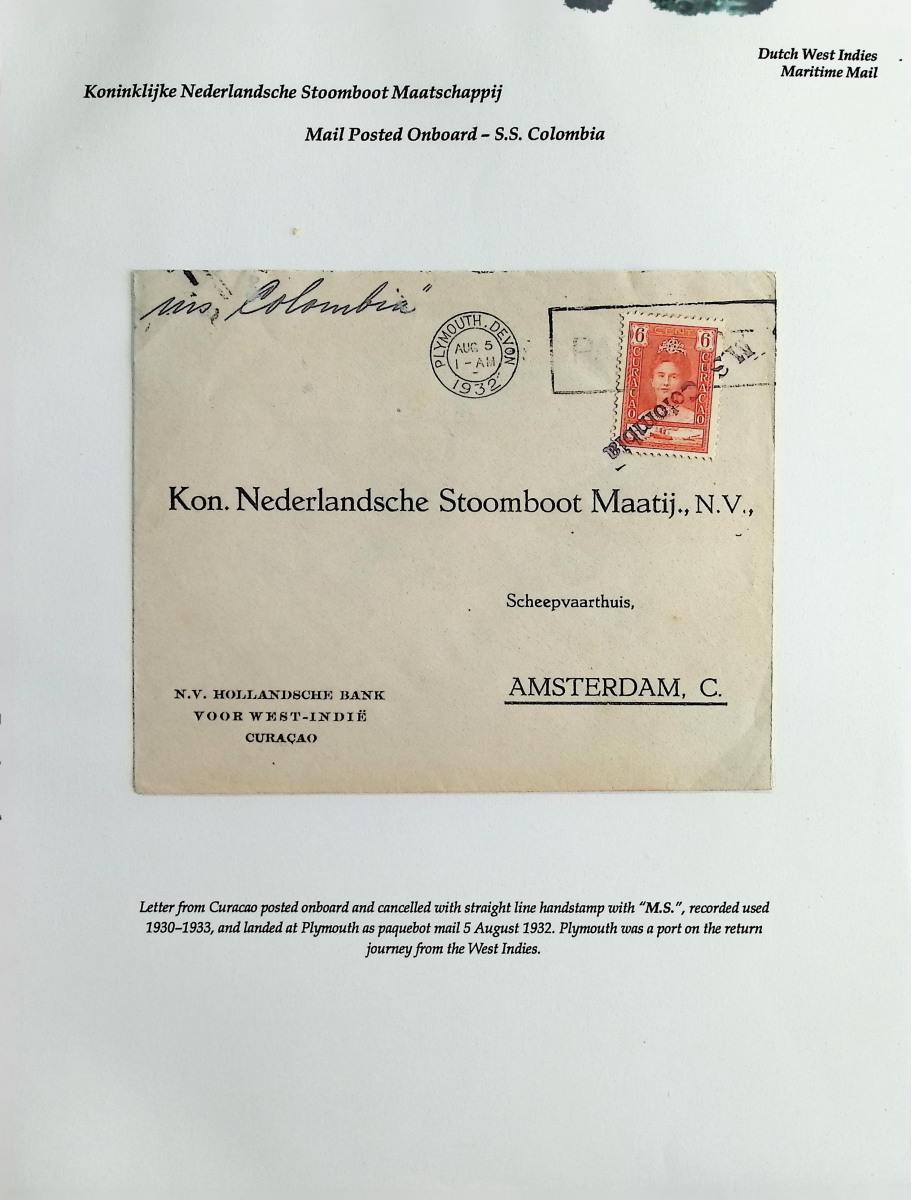 Dutch West Indies
Maritime Mail
Koninklijke Nederlandsche Stoomboot Maatschappij
Mail Posted Onboard – S.S. Colombia
ms, "Colombia"
PLYMOUTH.DEVON
AUG 5
1 - AM
1932
6 CENT 6
CURACAO
CURACAO
M.S. Colombia
Kon. Nederlandsche Stoomboot Maatij., N.V.,
Scheepvaarthuis,
AMSTERDAM, C.
N.V. HOLLANDSCHE BANK
VOOR WEST-INDIË
CURAÇAO
Letter from Curacao posted onboard and cancelled with straight line handstamp with "M.S.", recorded used
1930–1933, and landed at Plymouth as paquebot mail 5 August 1932. Plymouth was a port on the return
journey from the West Indies.